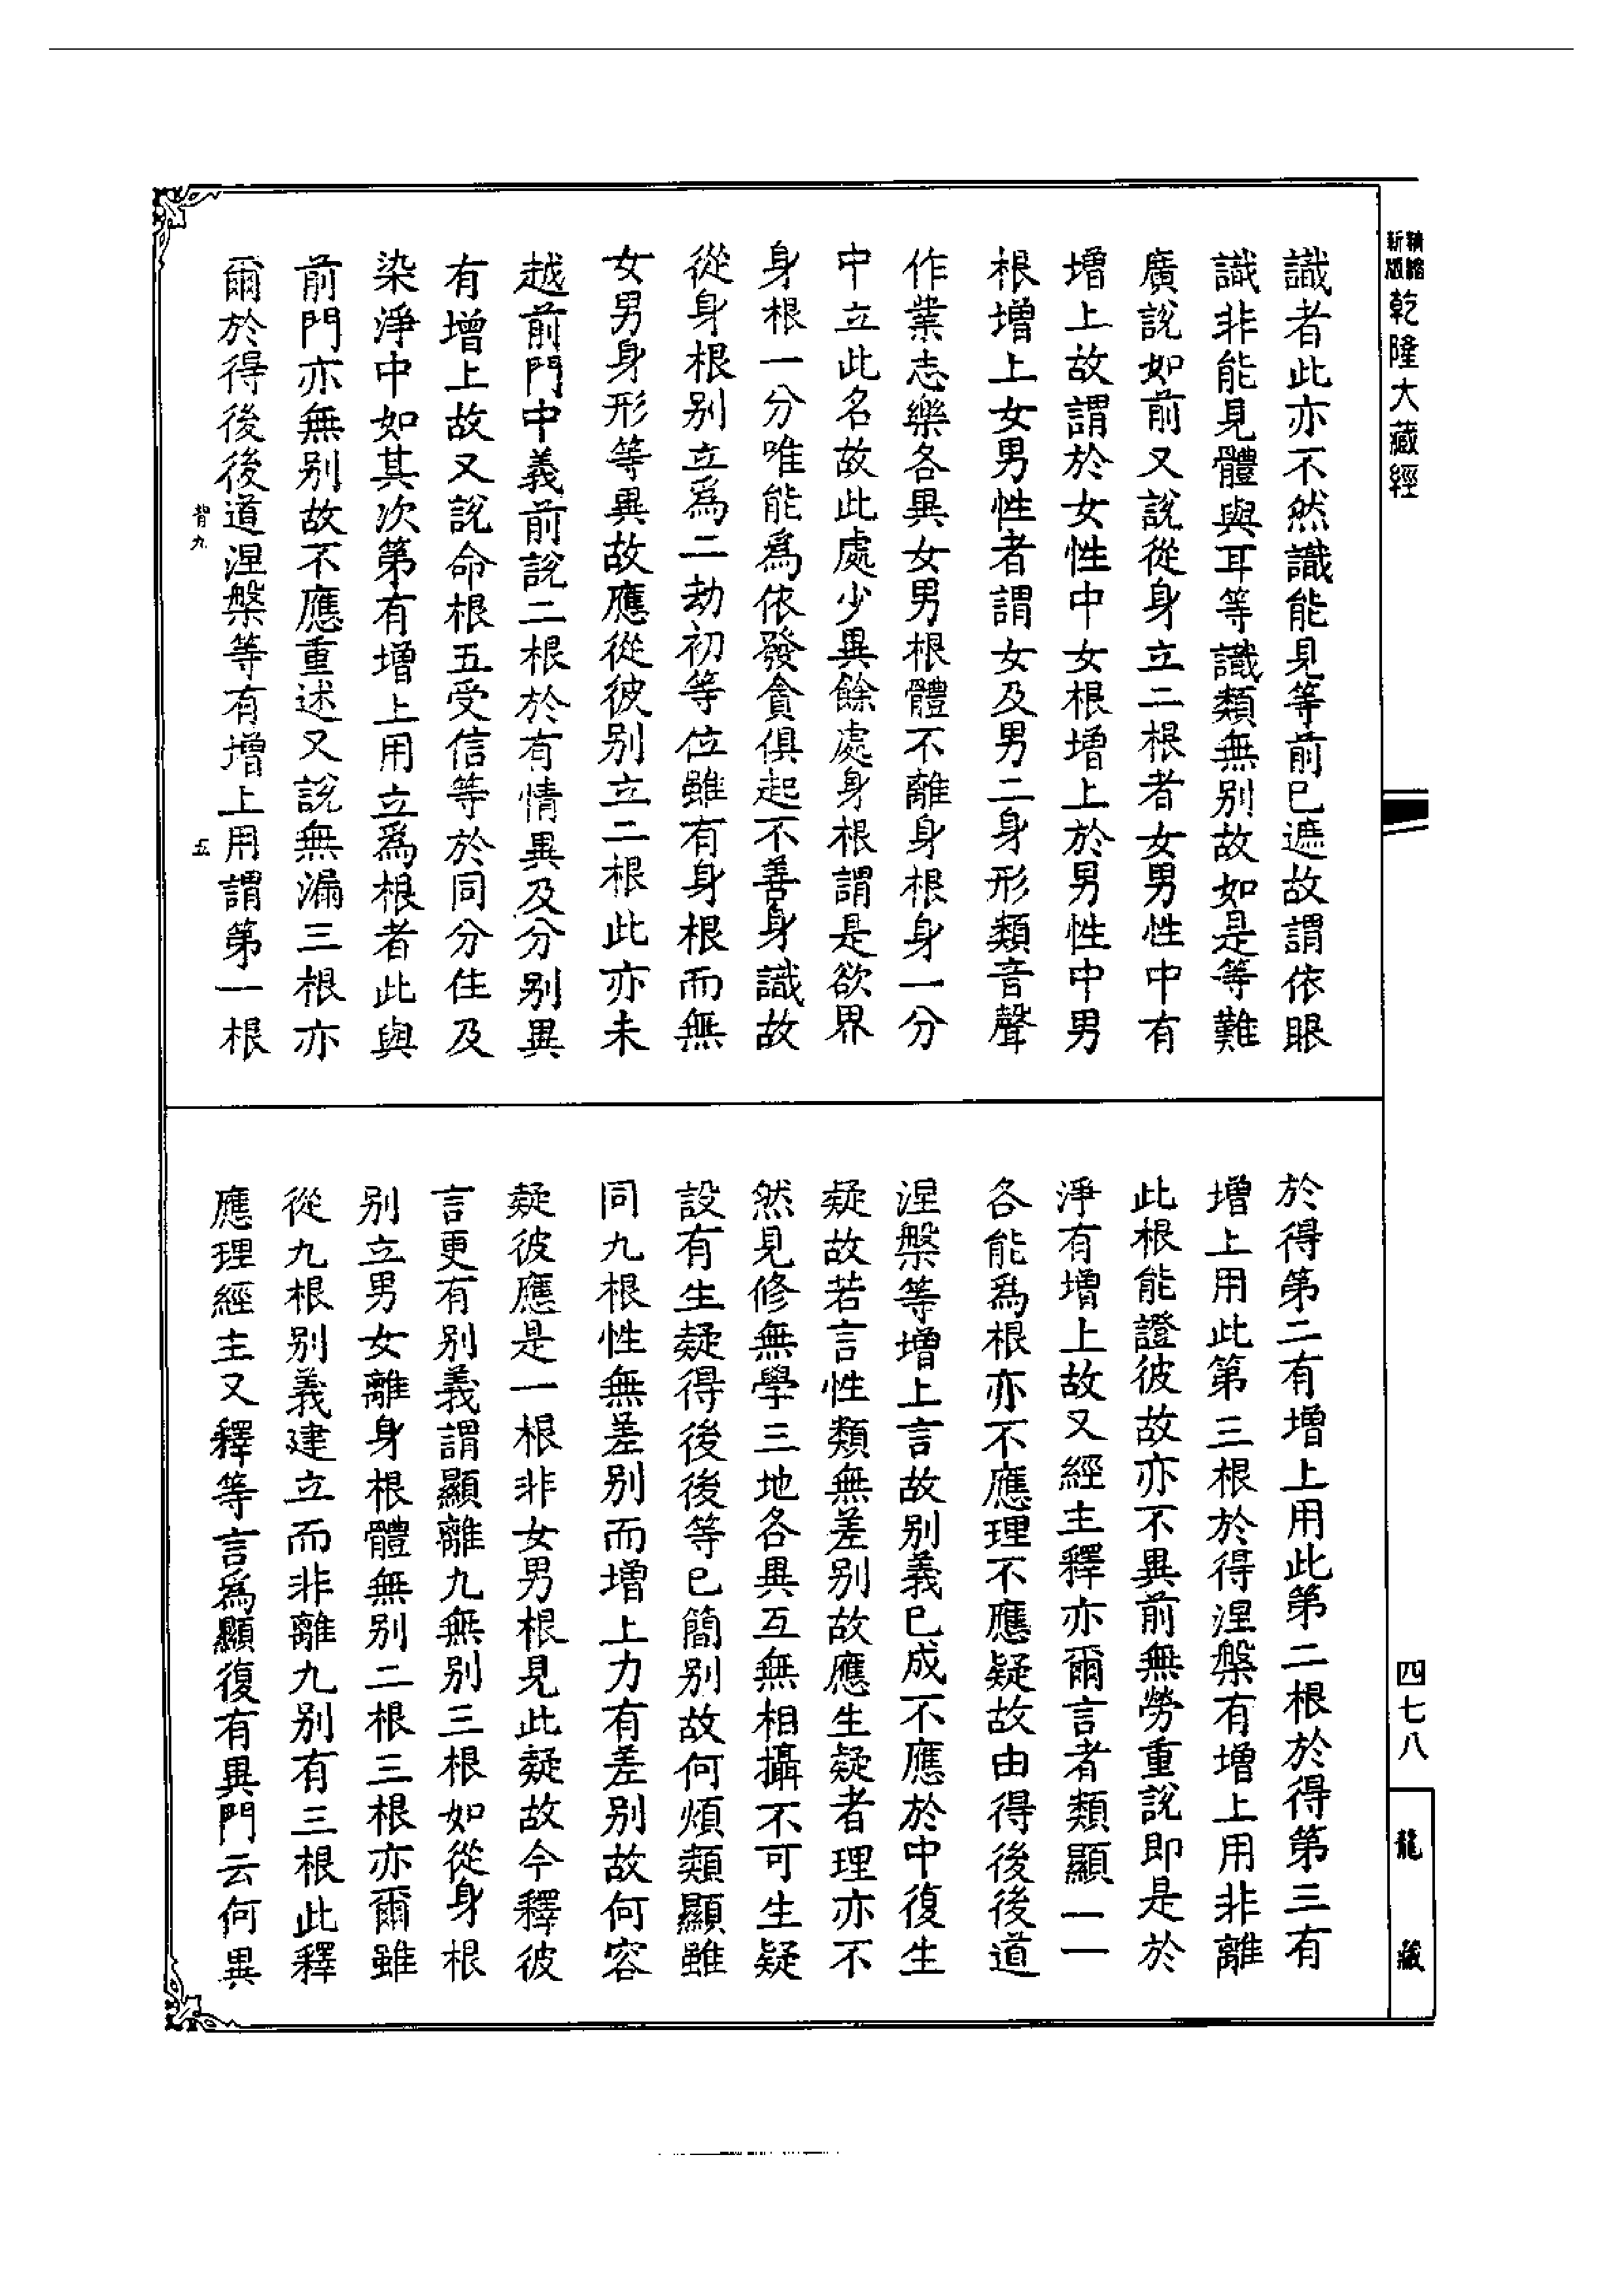 精縮
新版
乾隆大藏經
識者此亦不然識能見等前已遮故謂依眼
識非能見體與耳等識類無別故如是等難
廣說如前又說從身立二根者女男性中有
增上故謂於女性中女根增上於男性中男
根增上女男性者謂女及男二身形類音聲
作業志樂各異女男根體不離身根身一分
中立此名故此處少異餘處身根謂是欲界
身根一分唯能為依發貪俱起不善身識故
從身根別立為二劫初等位雖有身根而無
女男身形等異故應從彼別立二根此亦未
越前門中義前說二根於有情異及分別異
有增上故又說命根五受信等於同分住及
染淨中如其次第有增上用立為根者此與
前門亦無別故不應重述又說無漏三根亦
爾於得後後道涅槃等有增上用謂第一根
背九
五
於得第二有增上用此第二根於得第三有
增上用此第三根於得涅槃有增上用非離
此根能證彼故亦不異前無勞重說即是於
淨有增上故又經主釋亦爾言者類顯一一
各能為根亦不應理不應疑故由得後後道
涅槃等增上言故別義已成不應於中復生
疑故若言性類無差別故應生疑者理亦不
然見修無學三地各異互無相攝不可生疑
設有生疑得後後等已簡別故何煩類顯雖
同九根性無差別而增上力有差別故何容
疑彼應是一根非女男根見此疑故今釋彼
言更有別義謂顯離九無別三根如從身根
別立男女離身根體無別二根三根亦爾雖
從九根別義建立而非離九別有三根此釋
應理經主又釋等言為顯復有異門云何異
四七八
龍藏